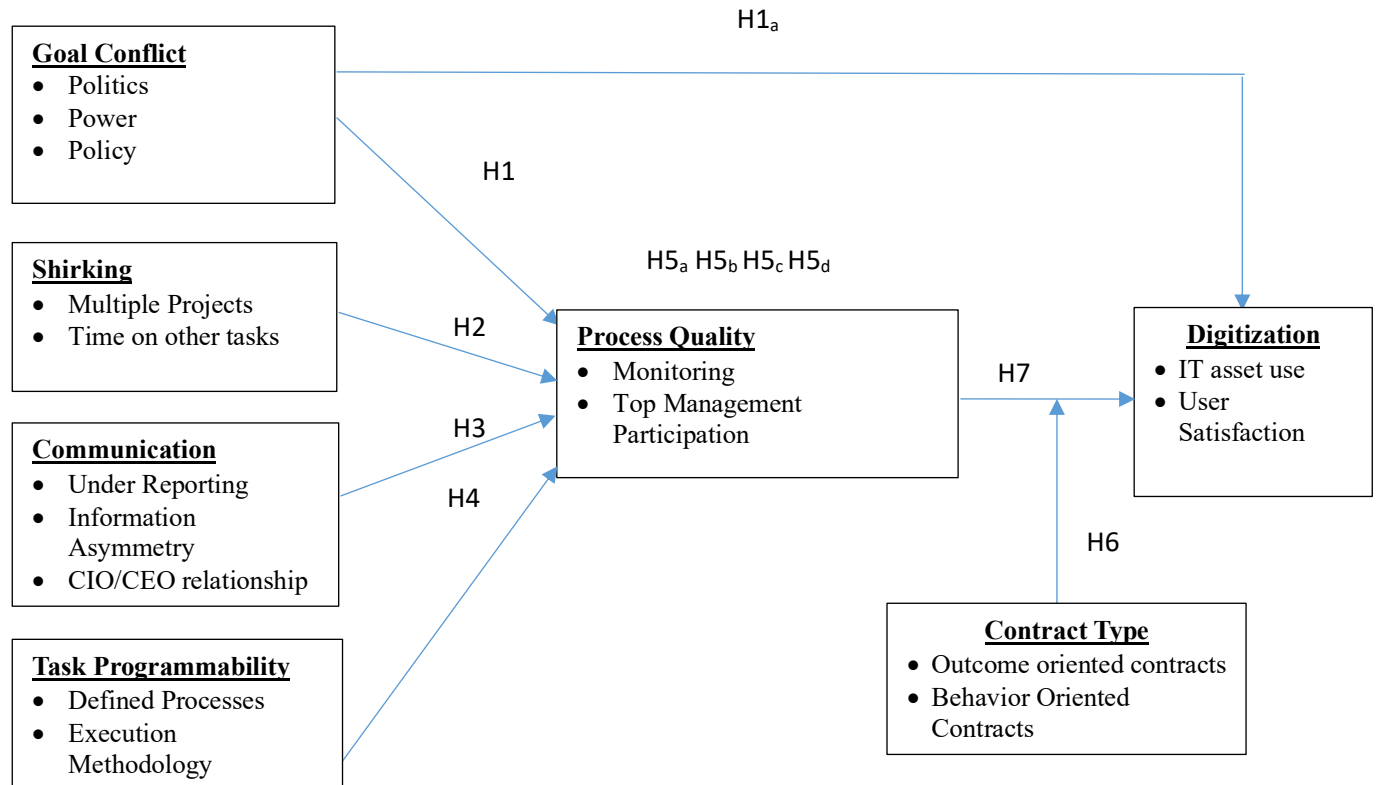 H1a
Goal Conflict
• Politics
• Power
• Policy
H1
Shirking
• Multiple Projects
• Time on other tasks
H2
H5a H5b H5c H5d
Process Quality
• Monitoring
• Top Management
Participation
H7
Digitization
• IT asset use
• User
Satisfaction
Communication
• Under Reporting
• Information
Asymmetry
• CIO/CEO relationship
H3
H4
H6
Contract Type
• Outcome oriented contracts
• Behavior Oriented
Contracts
Task Programmability
• Defined Processes
• Execution
Methodology